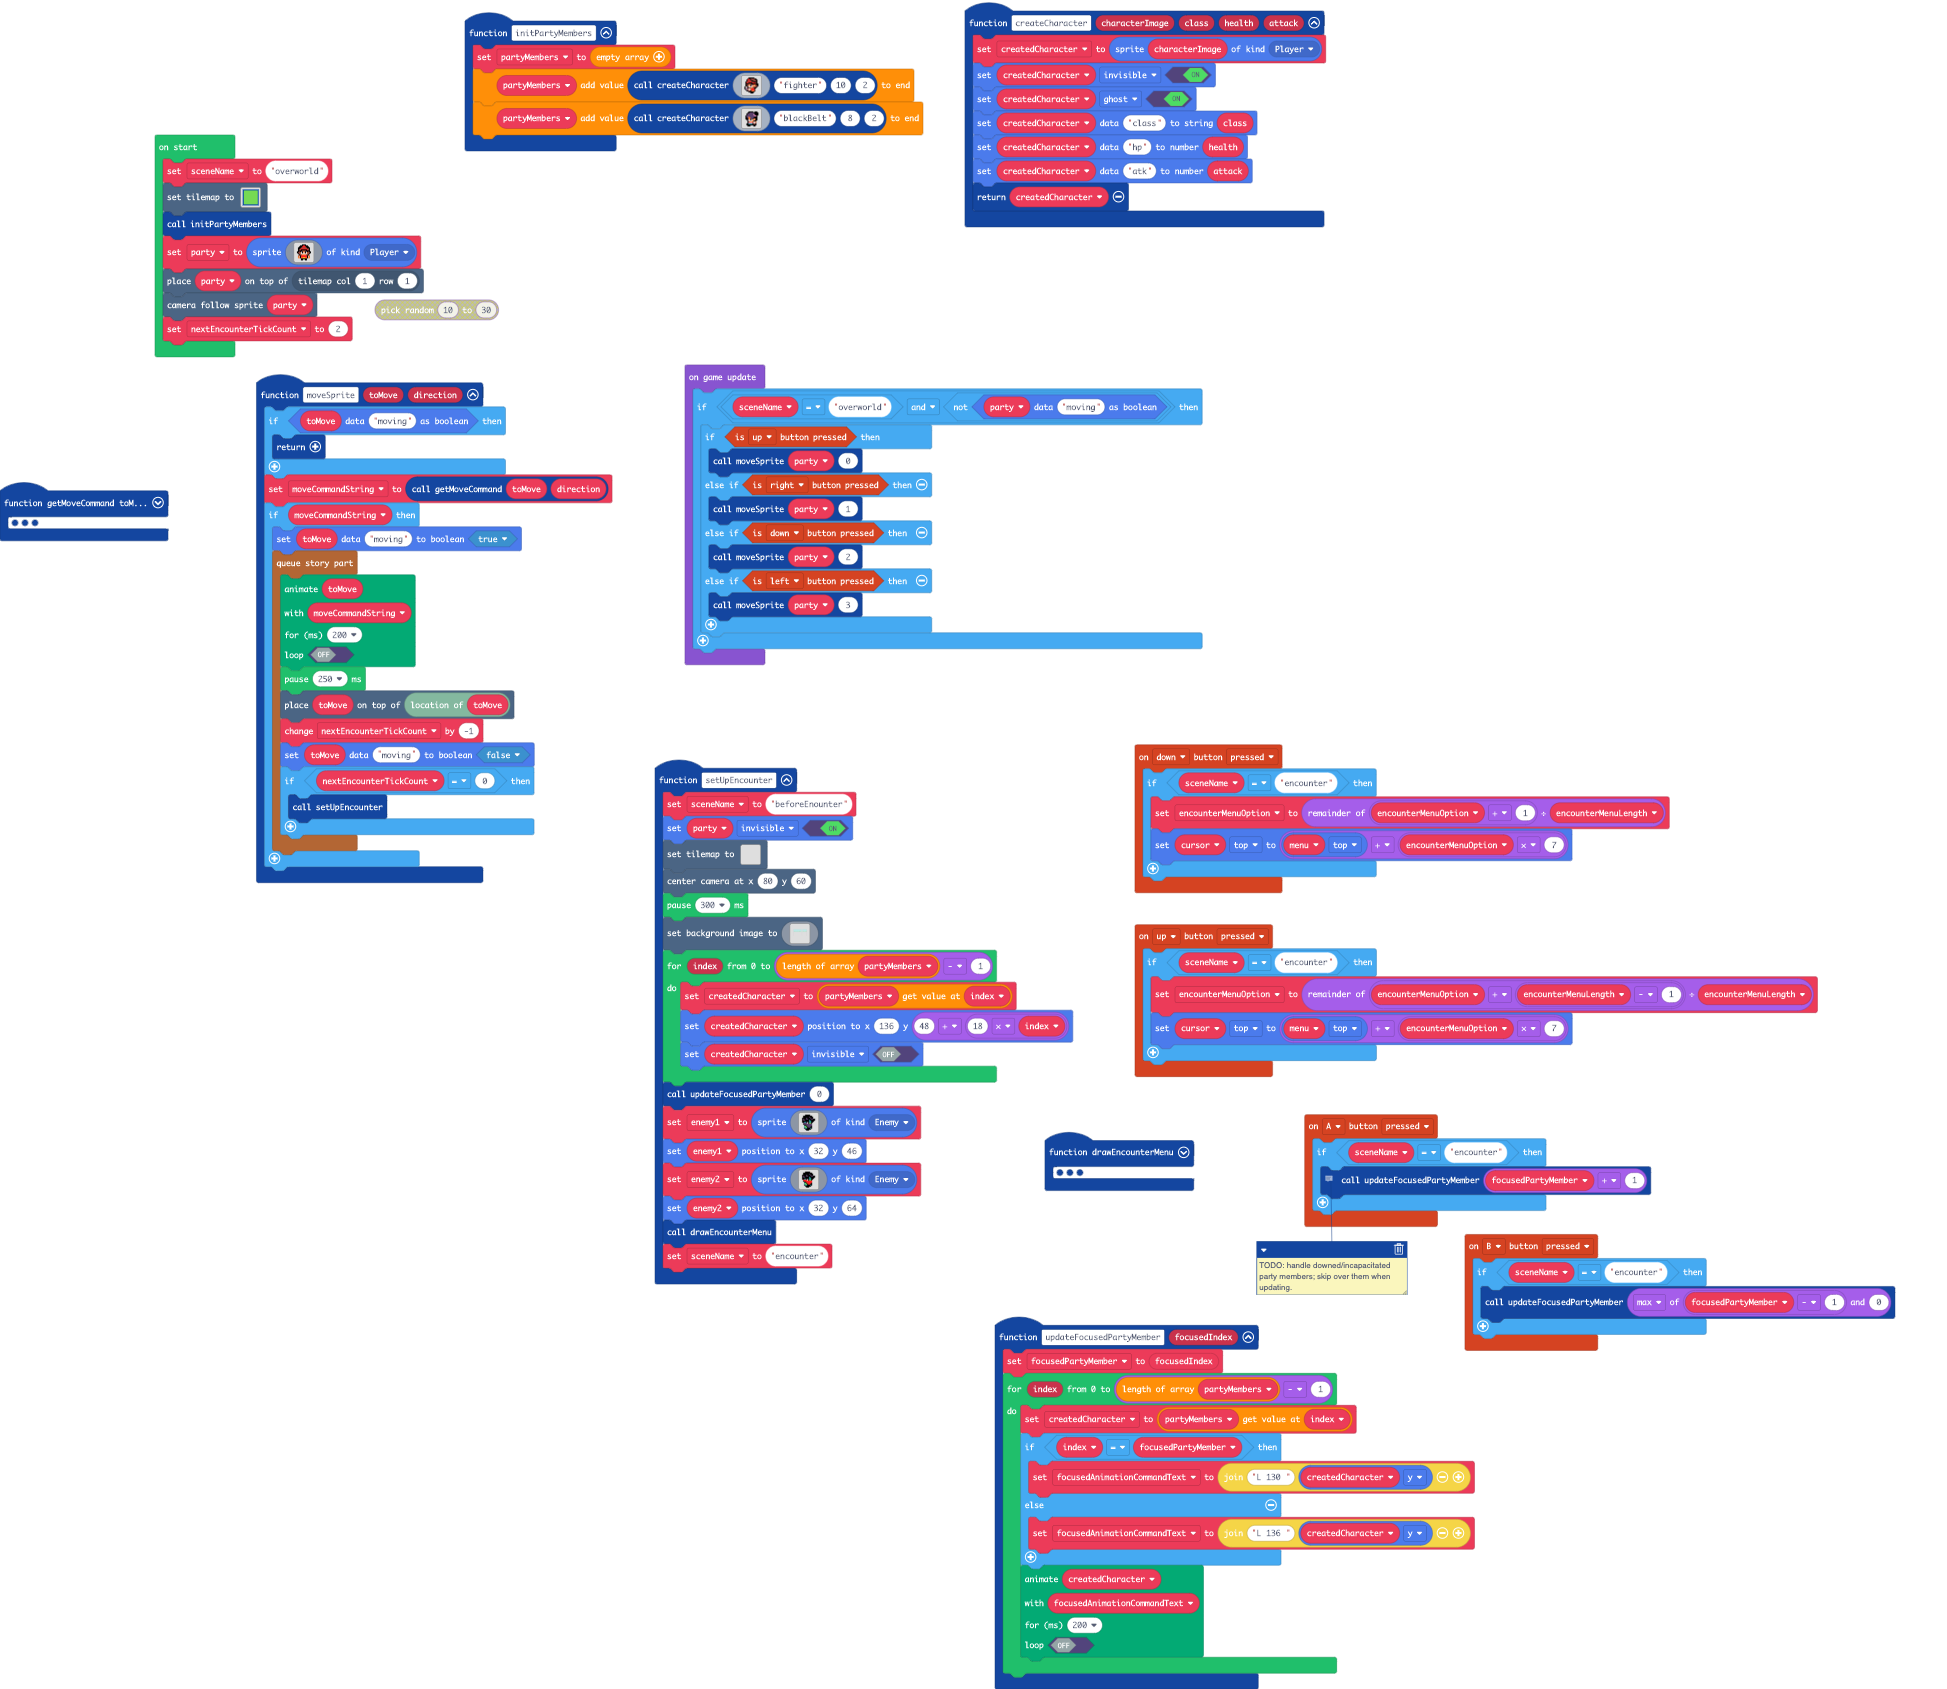 function initPartyMembers
set partyMembers to empty array
partyMembers add value call createCharacter "fighter" 10 2 to end
partyMembers add value call createCharacter "blackBelt" 8 2 to end
function createCharacter characterImage class health attack
set createdCharacter to sprite characterImage of kind Player
set createdCharacter invisible ON
set createdCharacter ghost ON
set createdCharacter data "class" to string class
set createdCharacter data "hp" to number health
set createdCharacter data "atk" to number attack
return createdCharacter
on start
set sceneName to "overworld"
set tilemap to
call initPartyMembers
set party to sprite of kind Player
place party on top of tilemap col 1 row 1
camera follow sprite party
set nextEncounterTickCount to 2
pick random 10 to 30
function moveSprite toMove direction
if toMove data "moving" as boolean then
return
set moveCommandString to call getMoveCommand toMove direction
if moveCommandString then
set toMove data "moving" to boolean true
queue story part
animate toMove
with moveCommandString
for (ms) 200
loop OFF
pause 250 ms
place toMove on top of location of toMove
change nextEncounterTickCount by -1
set toMove data "moving" to boolean false
if nextEncounterTickCount = 0 then
call setUpEncounter
function getMoveCommand toM...
on game update
if sceneName = "overworld" and not party data "moving" as boolean then
if is up button pressed then
call moveSprite party 0
else if is right button pressed then
call moveSprite party 1
else if is down button pressed then
call moveSprite party 2
else if is left button pressed then
call moveSprite party 3
function setUpEncounter
set sceneName to "beforeEnounter"
set party invisible ON
set tilemap to
center camera at x 80 y 60
pause 300 ms
set background image to
for index from 0 to length of array partyMembers - 1
do
set createdCharacter to partyMembers get value at index
set createdCharacter position to x 136 y 48 + 18 × index
set createdCharacter invisible OFF
call updateFocusedPartyMember 0
set enemy1 to sprite of kind Enemy
set enemy1 position to x 32 y 46
set enemy2 to sprite of kind Enemy
set enemy2 position to x 32 y 64
call drawEncounterMenu
set sceneName to "encounter"
on down button pressed
if sceneName = "encounter" then
set encounterMenuOption to remainder of encounterMenuOption + 1 ÷ encounterMenuLength
set cursor top to menu top + encounterMenuOption × 7
on up button pressed
if sceneName = "encounter" then
set encounterMenuOption to remainder of encounterMenuOption + encounterMenuLength - 1 ÷ encounterMenuLength
set cursor top to menu top + encounterMenuOption × 7
function drawEncounterMenu
on A button pressed
if sceneName = "encounter" then
call updateFocusedPartyMember focusedPartyMember + 1
TODO: handle downed/incapacitated
party members; skip over them when
updating.
on B button pressed
if sceneName = "encounter" then
call updateFocusedPartyMember max of focusedPartyMember - 1 and 0
function updateFocusedPartyMember focusedIndex
set focusedPartyMember to focusedIndex
for index from 0 to length of array partyMembers - 1
do
set createdCharacter to partyMembers get value at index
if index = focusedPartyMember then
set focusedAnimationCommandText to join "L 130 " createdCharacter y
else
set focusedAnimationCommandText to join "L 136 " createdCharacter y
animate createdCharacter
with focusedAnimationCommandText
for (ms) 200
loop OFF